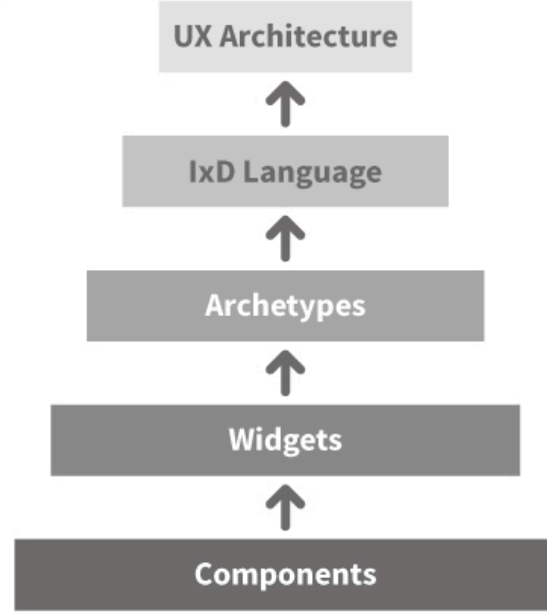 UX Architecture
IxD Language
Archetypes
Widgets
Components